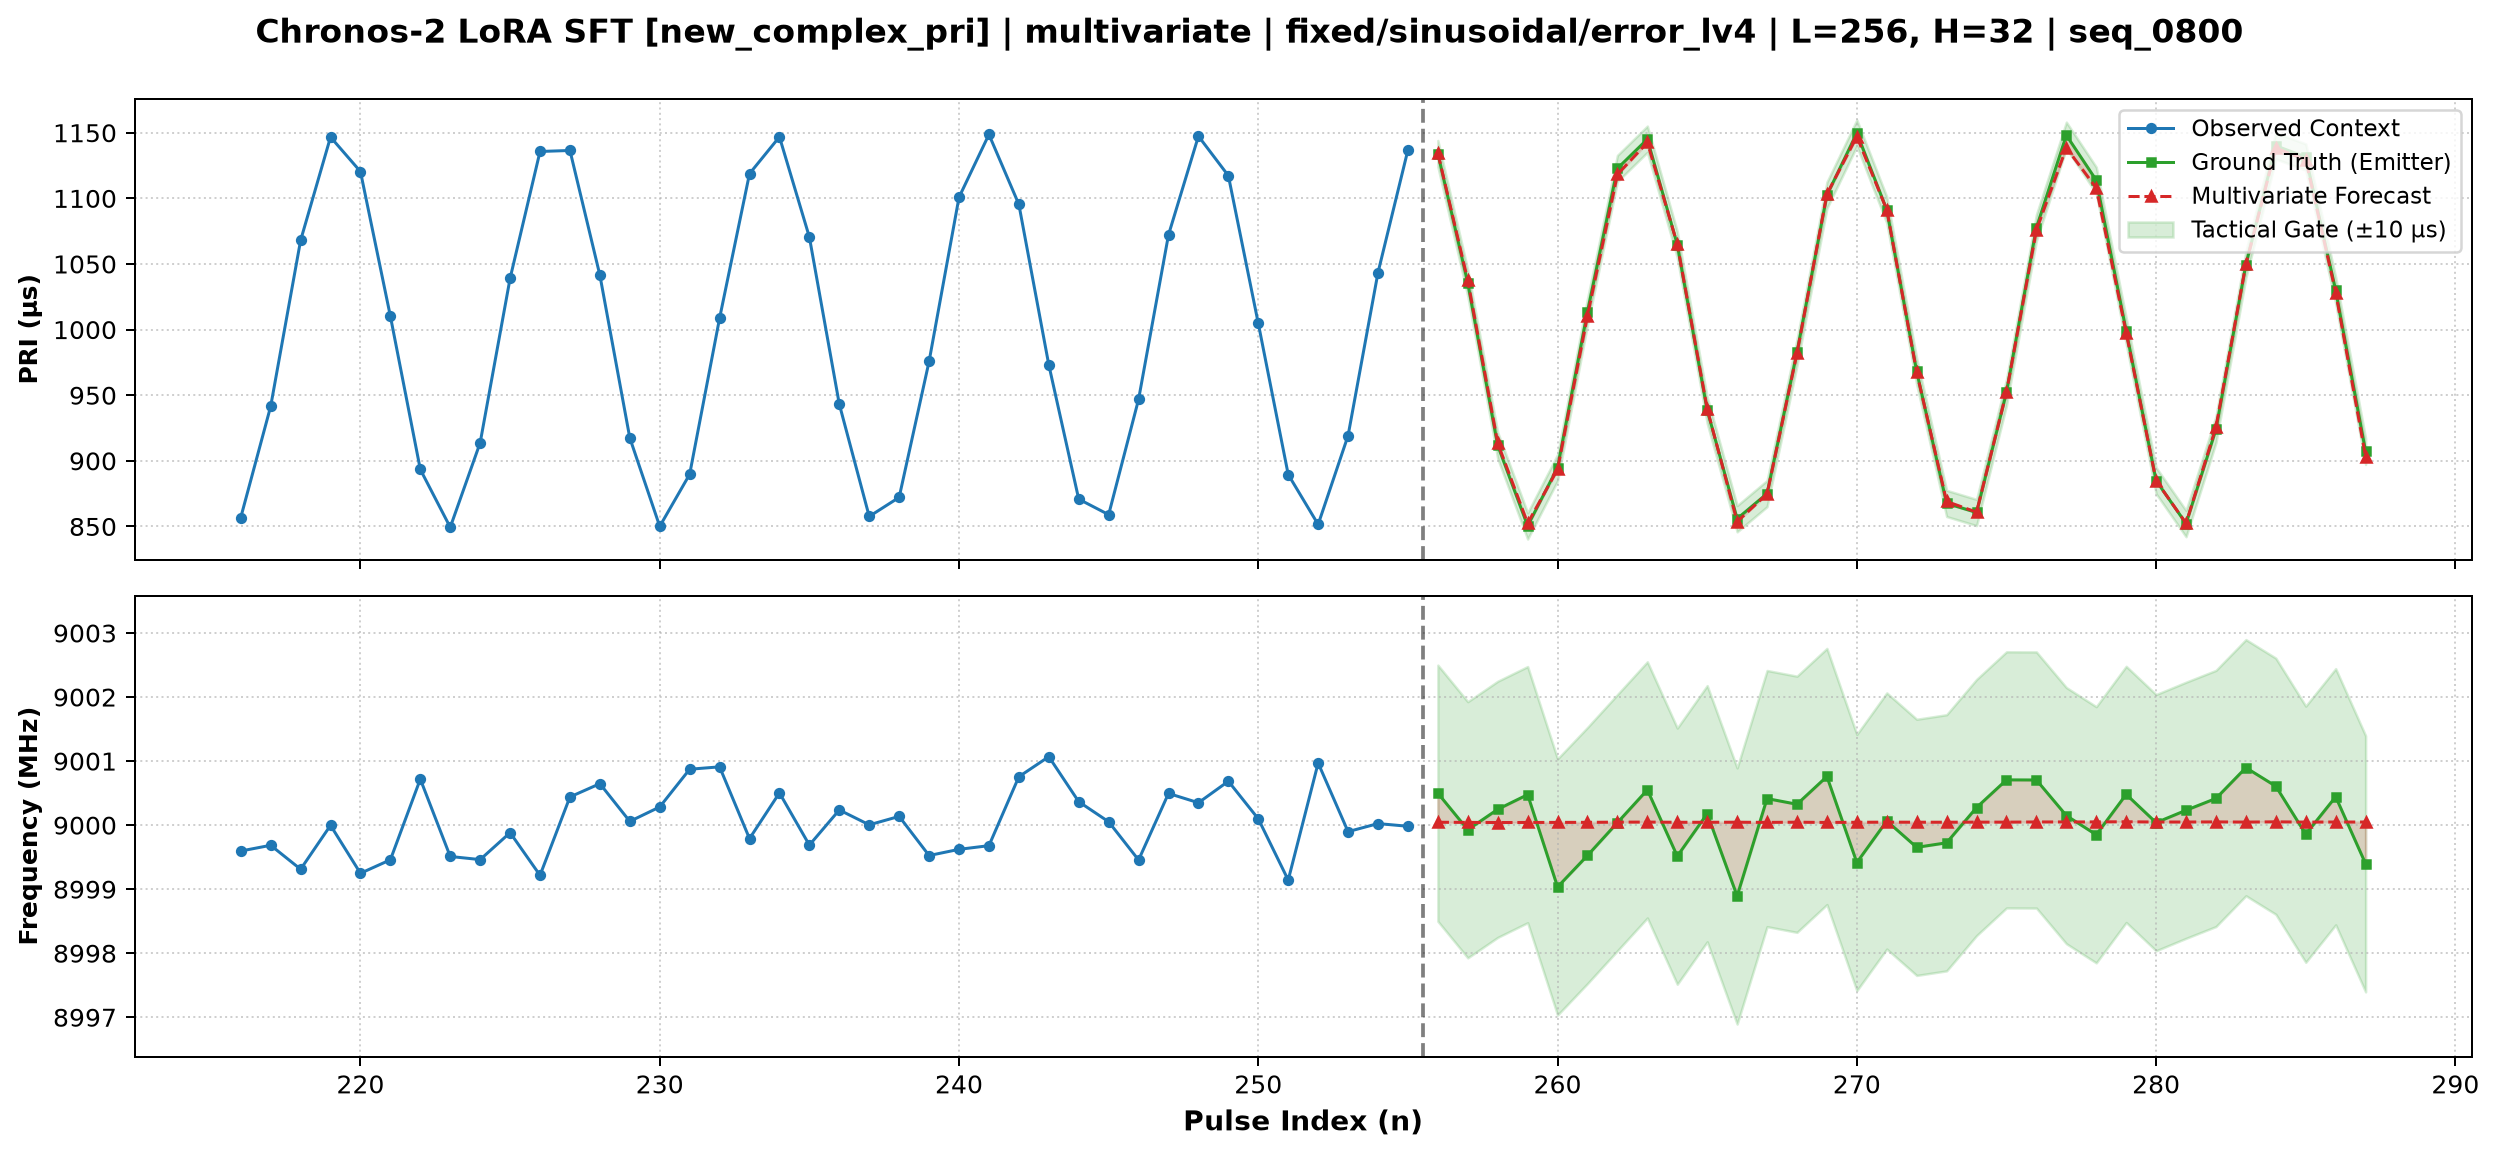 Chronos-2 LoRA SFT [new_complex_pri] | multivariate | fixed/sinusoidal/error_lv4 | L=256, H=32 | seq_0800
PRI (µs)
1150
1100
1050
1000
950
900
850
Observed Context
Ground Truth (Emitter)
Multivariate Forecast
Tactical Gate (±10 µs)
Frequency (MHz)
9003
9002
9001
9000
8999
8998
8997
220 230 240 250 260 270 280 290
Pulse Index (n)